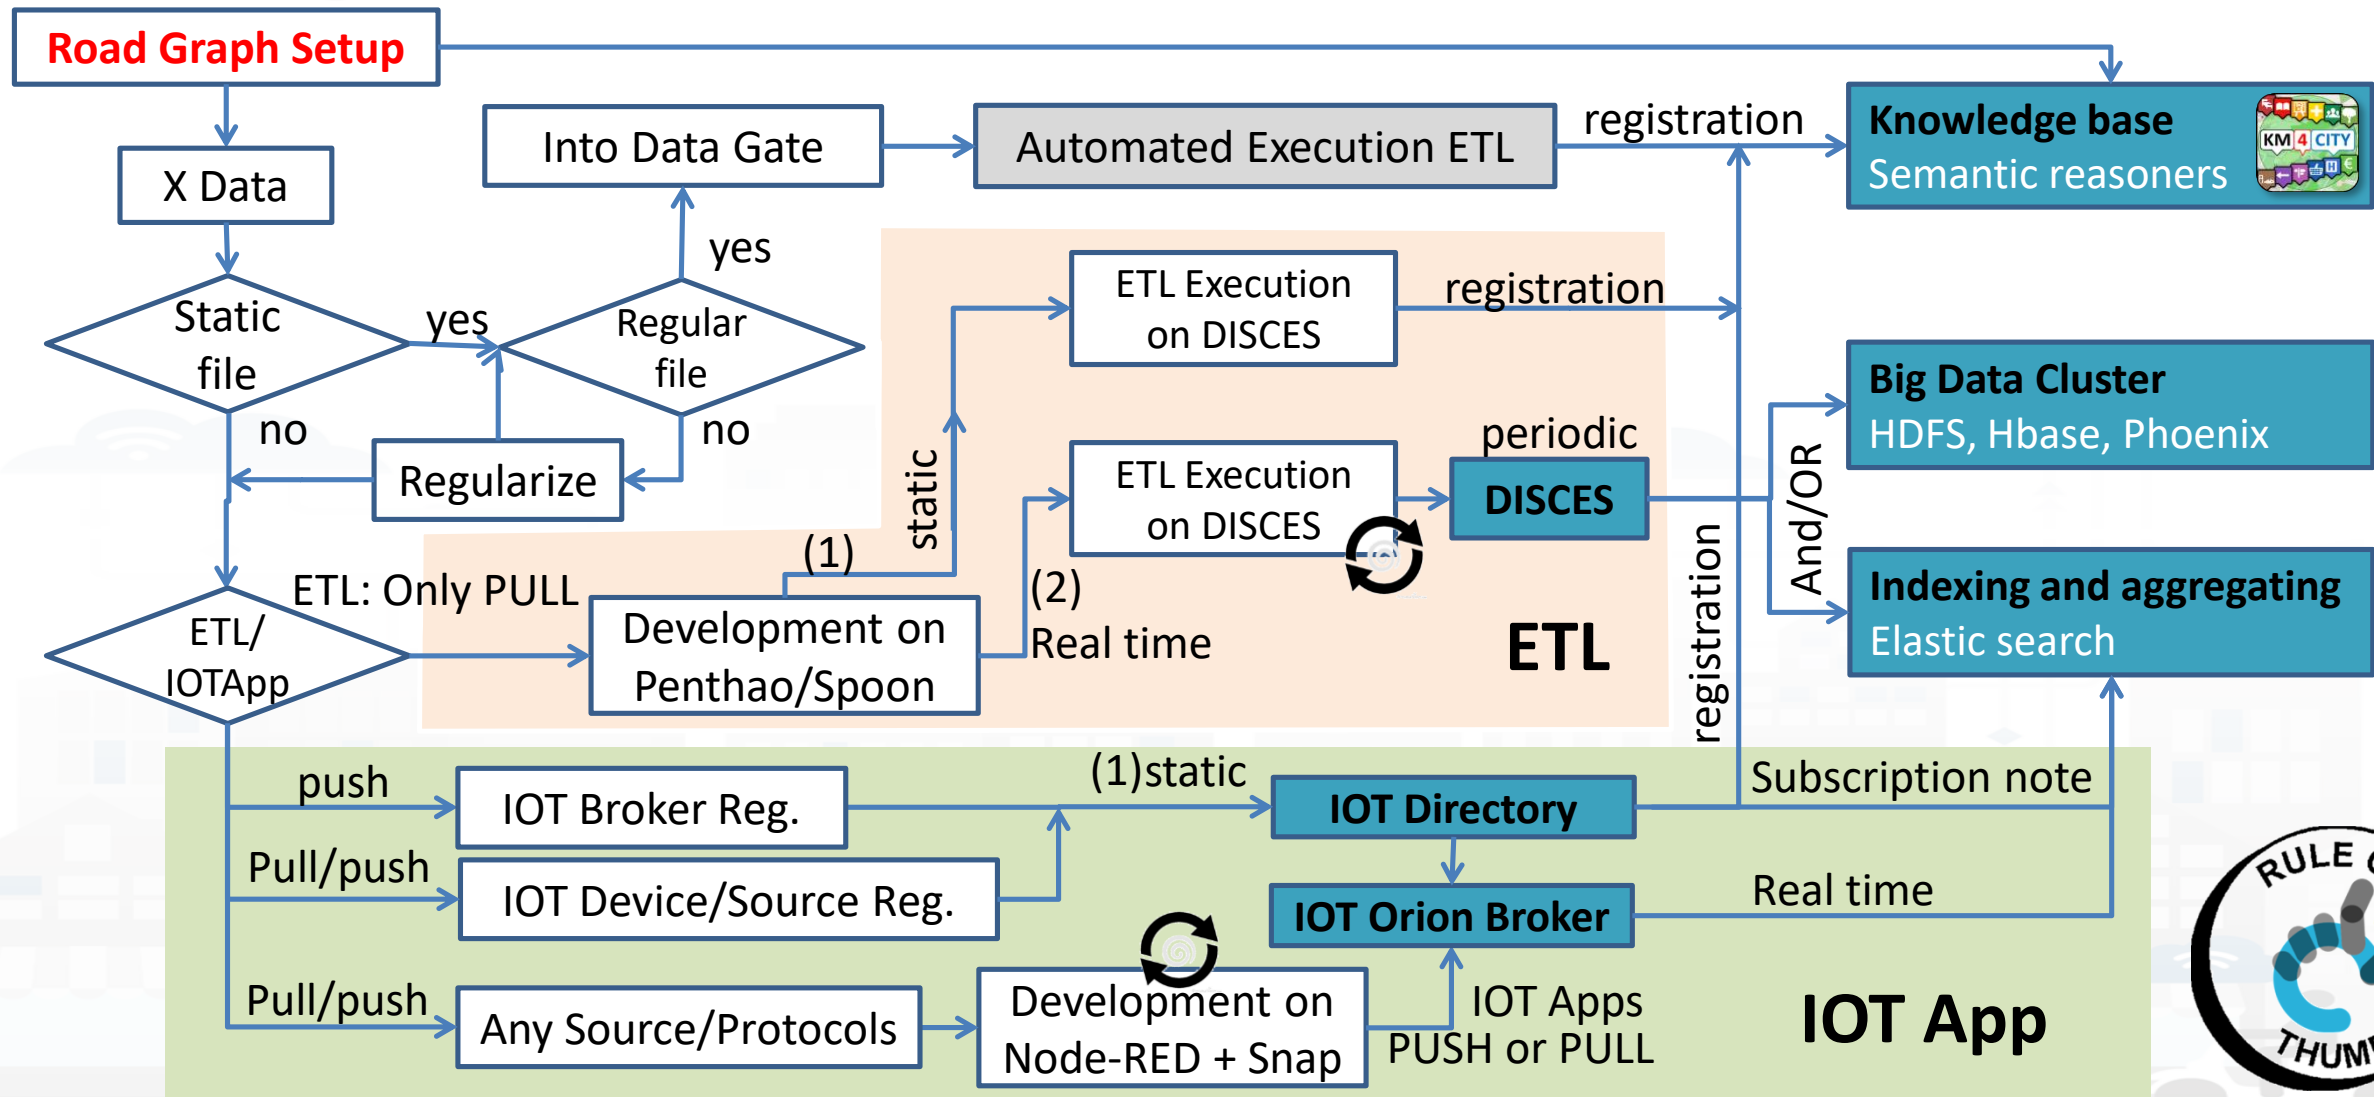 Road Graph Setup
X Data
Into Data Gate
Automated Execution ETL
registration
Knowledge base
Semantic reasoners
KM 4 CITY
Static
file
yes
Regular
file
yes
no
no
Regularize
static
ETL Execution
on DISCES
registration
ETL Execution
on DISCES
periodic
DISCES
registration
And/OR
Big Data Cluster
HDFS, Hbase, Phoenix
Indexing and aggregating
Elastic search
ETL/
IOTApp
ETL: Only PULL
(1)
Development on
Penthao/Spoon
(2)
Real time
ETL
push
IOT Broker Reg.
(1)static
IOT Directory
Subscription note
Pull/push
IOT Device/Source Reg.
IOT Orion Broker
Real time
Pull/push
Any Source/Protocols
Development on
Node-RED + Snap
IOT Apps
PUSH or PULL
IOT App
RULE